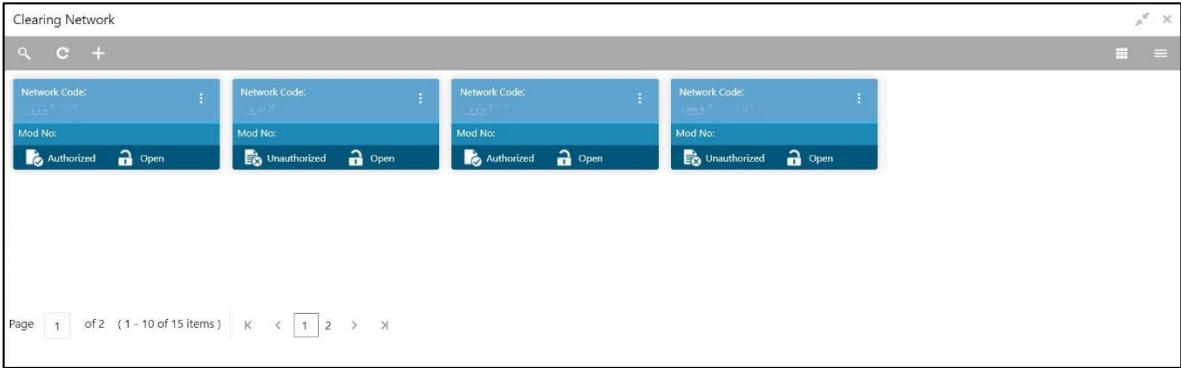 Clearing Network
Network Code:
Mod No:
Authorized Open
Network Code:
Mod No:
Unauthorized Open
Network Code:
Mod No:
Authorized Open
Network Code:
Mod No:
Unauthorized Open
Page 1 of 2 ( 1 - 10 of 15 items ) 1 2